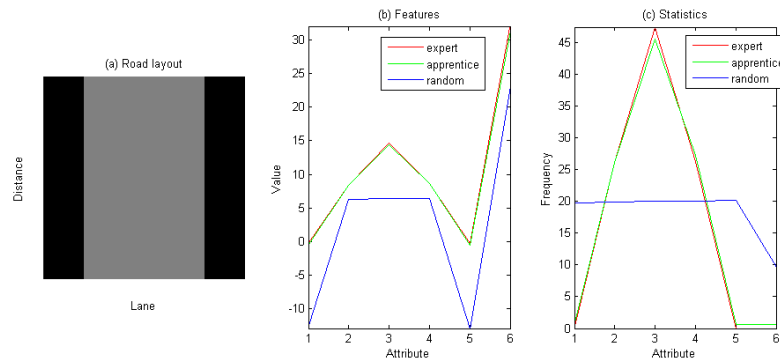 (a) Road layout
Distance
Lane
(b) Features
expert
apprentice
random
Value
30
25
20
15
10
5
0
-5
-10
1 2 3 4 5 6
Attribute
(c) Statistics
expert
apprentice
random
Frequency
45
40
35
30
25
20
15
10
5
0
1 2 3 4 5 6
Attribute